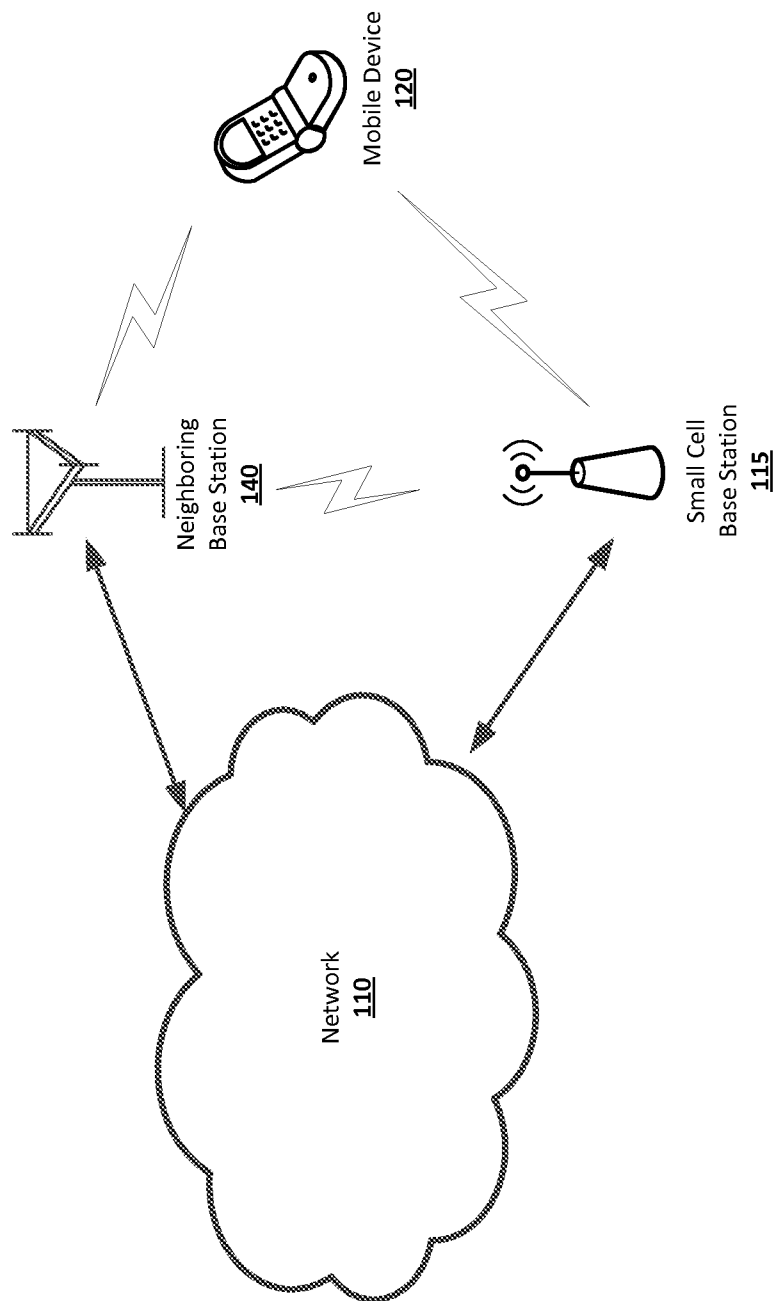 Network
110
Neighboring
Base Station
140
Small Cell
Base Station
115
Mobile Device
120